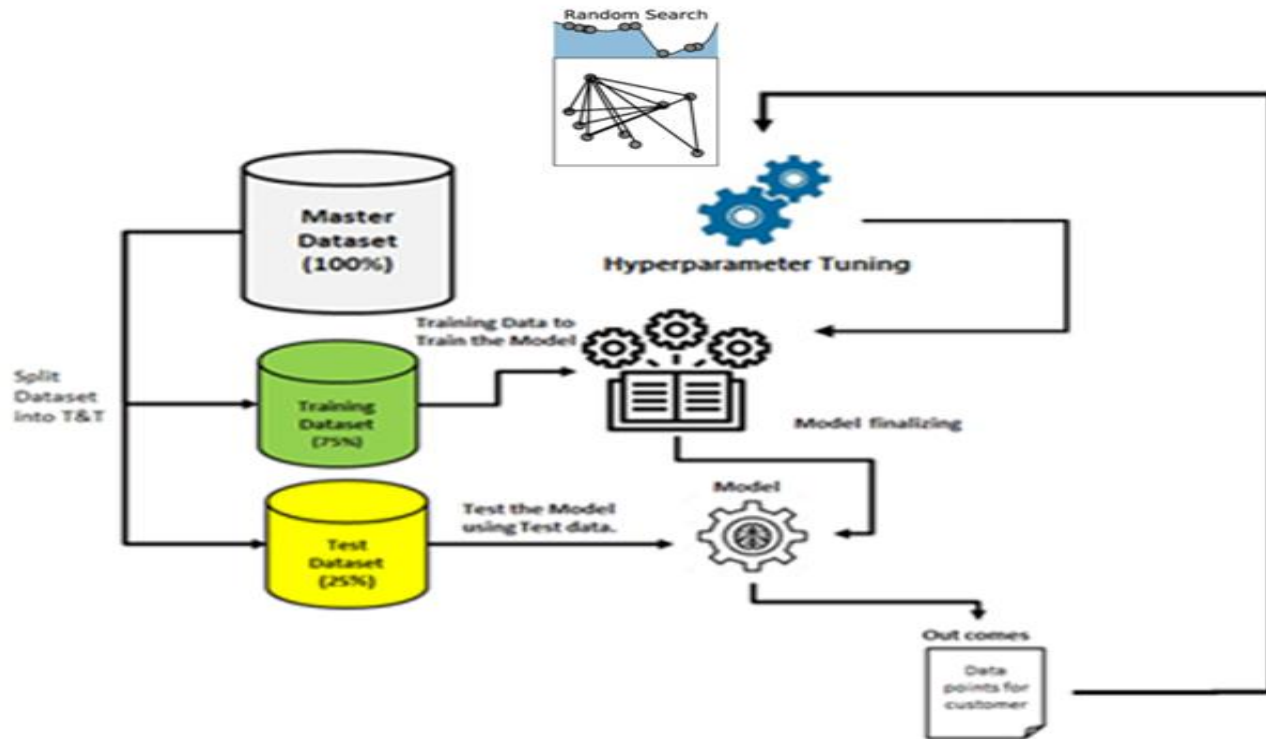 Random Search
Master
Dataset
(100%)
Hyperparameter Tuning
Training Data to
Train the Model
Split
Dataset
into T&T
Training
Dataset
(75%)
Model finalizing
Test the Model
using Test data.
Model
Test
Dataset
(25%)
Out comes
Data
points for
customer